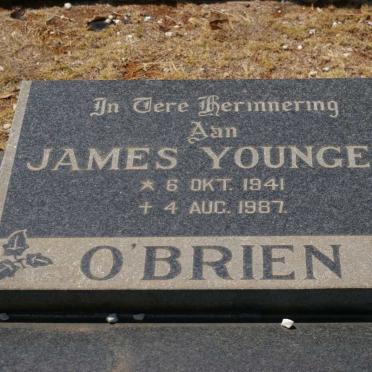 In Tere Herinnering
Aan
JAMES YOUNGE
★ 6 OKT. 1941
✝ 4 AUG. 1987.
O'BRIEN